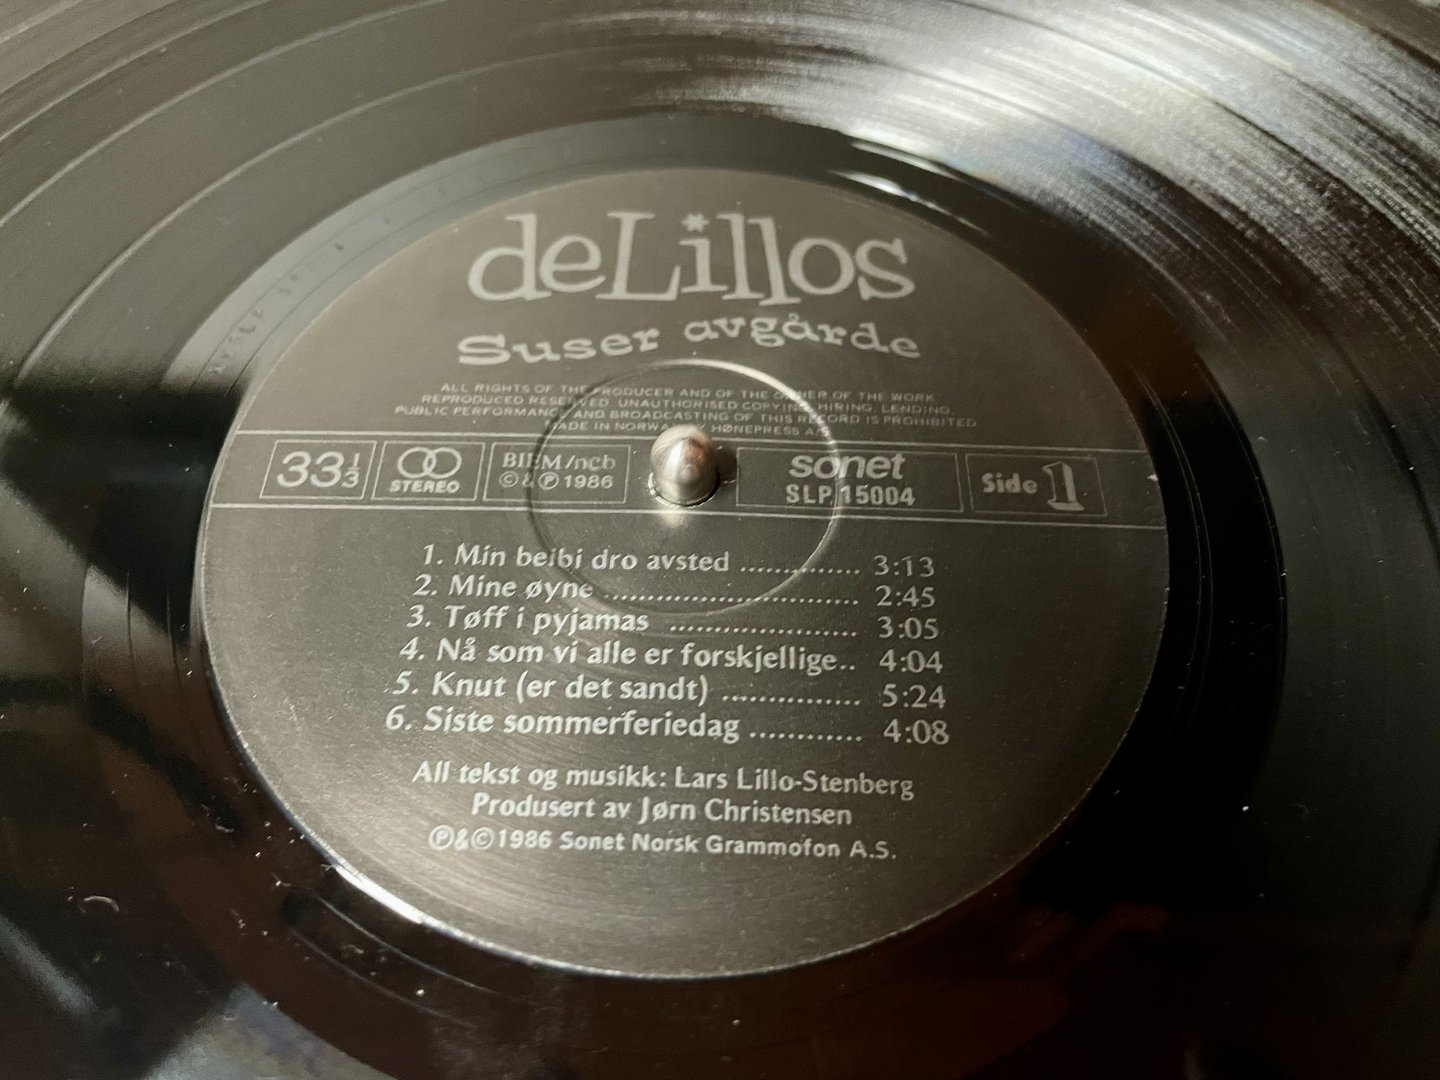 deLillos
Suser avgårde
ALL RIGHTS OF THE PRODUCER AND OF THE OWNER OF THE WORK
REPRODUCED RESERVED. UNAUTHORISED COPYING, HIRING, LENDING,
PUBLIC PERFORMANCE AND BROADCASTING OF THIS RECORD IS PROHIBITED
MADE IN NORWAY BY HØNEPRESS A/S
33 1/3
STEREO
BIEM/ncb
©&℗1986
sonet
SLP 15004
Side 1
1. Min beibi dro avsted .............. 3:13
2. Mine øyne .............................. 2:45
3. Tøff i pyjamas ...................... 3:05
4. Nå som vi alle er forskjellige.. 4:04
5. Knut (er det sandt) ................ 5:24
6. Siste sommerferiedag ............ 4:08
All tekst og musikk: Lars Lillo-Stenberg
Produsert av Jørn Christensen
℗&©1986 Sonet Norsk Grammofon A.S.